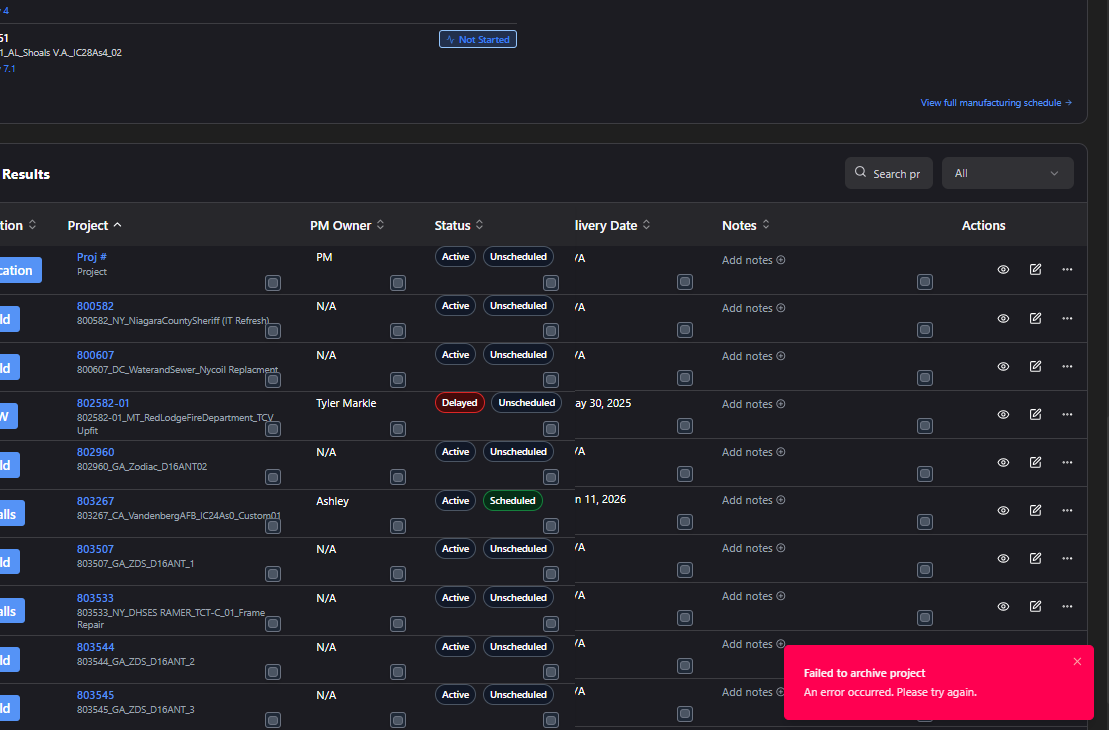 4
51
1_AL_Shoals V.A._IC28As4_02
7.1
Not Started
View full manufacturing schedule →
Results
Search pr
All
tion
Project
PM Owner
Status
livery Date
Notes
Actions
cation
Proj #
Project
PM
Active
Unscheduled
/A
Add notes
ld
800582
800582_NY_NiagaraCountySheriff (IT Refresh)
N/A
Active
Unscheduled
/A
Add notes
ld
800607
800607_DC_WaterandSewer_Nycoil Replacment
N/A
Active
Unscheduled
/A
Add notes
W
802582-01
802582-01_MT_RedLodgeFireDepartment_TCV
Upfit
Tyler Markle
Delayed
Unscheduled
ay 30, 2025
Add notes
ld
802960
802960_GA_Zodiac_D16ANT02
N/A
Active
Unscheduled
/A
Add notes
alls
803267
803267_CA_VandenbergAFB_IC24As0_Custom01
Ashley
Active
Scheduled
n 11, 2026
Add notes
ld
803507
803507_GA_ZDS_D16ANT_1
N/A
Active
Unscheduled
/A
Add notes
alls
803533
803533_NY_DHSES RAMER_TCT-C_01_Frame
Repair
N/A
Active
Unscheduled
/A
Add notes
ld
803544
803544_GA_ZDS_D16ANT_2
N/A
Active
Unscheduled
/A
Add notes
ld
803545
803545_GA_ZDS_D16ANT_3
N/A
Active
Unscheduled
/A
Add notes
Failed to archive project
An error occurred. Please try again.